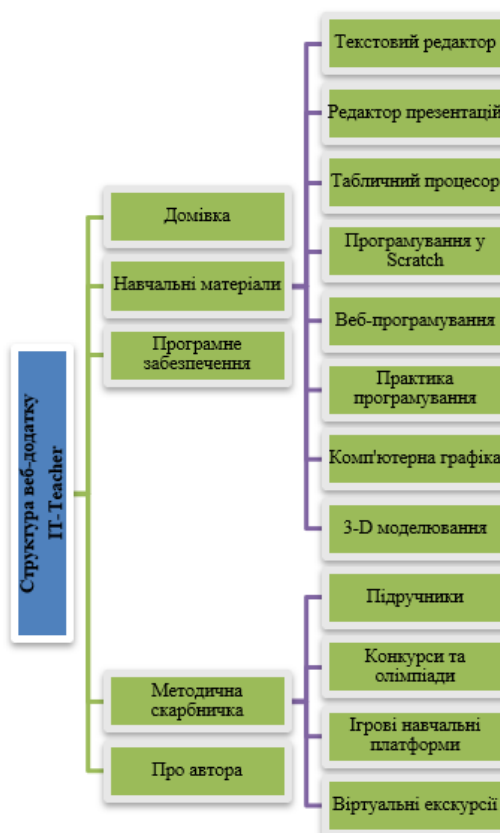 Структура веб-додатку
IT-Teacher
Домівка
Навчальні матеріали
Програмне
забезпечення
Методична
скарбничка
Про автора
Текстовий редактор
Редактор презентацій
Табличний процесор
Програмування у
Scratch
Веб-програмування
Практика
програмування
Комп'ютерна графіка
3-D моделювання
Підручники
Конкурси та
олімпіади
Ігрові навчальні
платформи
Віртуальні екскурсії